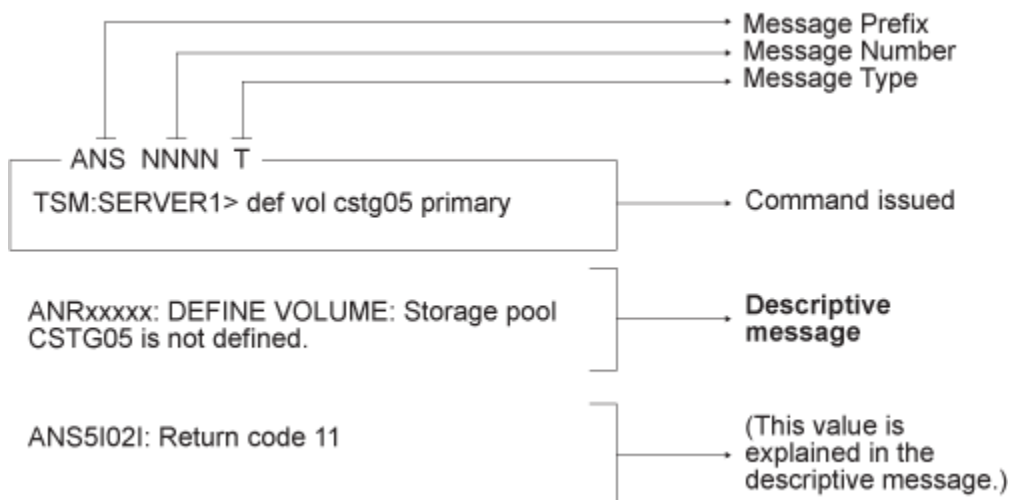 Message Prefix
Message Number
Message Type
ANS NNNN T
TSM:SERVER1> def vol cstg05 primary
Command issued
ANRxxxxx: DEFINE VOLUME: Storage pool
CSTG05 is not defined.
Descriptive
message
ANS5I02I: Return code 11
(This value is
explained in the
descriptive message.)